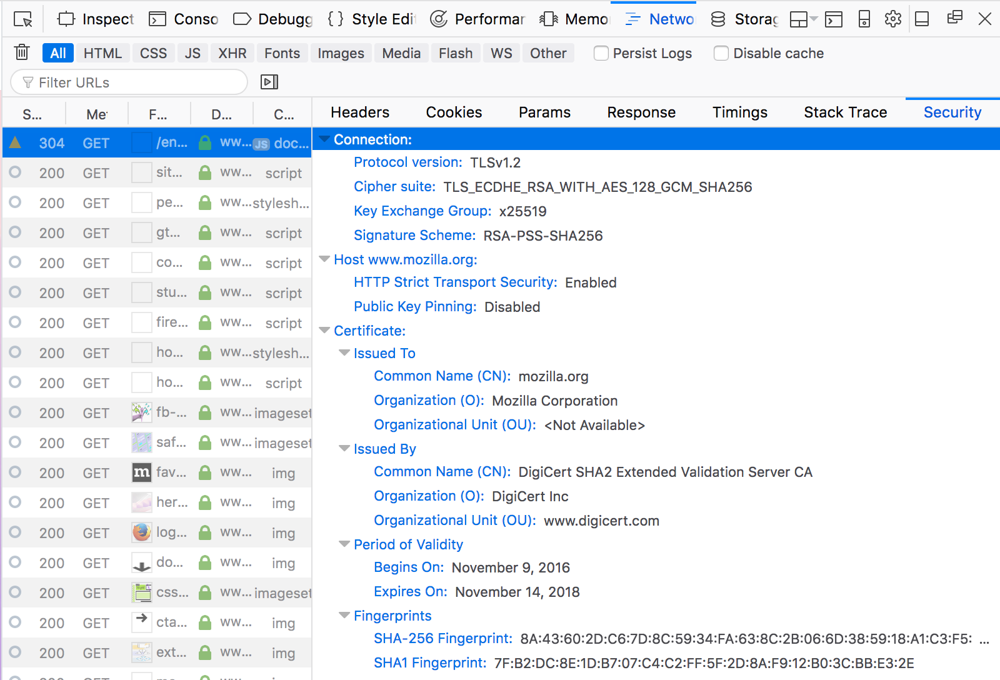 Inspect Conso Debugg Style Edit Performar Memo Netwo Storag
All HTML CSS JS XHR Fonts Images Media Flash WS Other Persist Logs Disable cache
Filter URLs
S... Me F... D... C...
Headers Cookies Params Response Timings Stack Trace Security
304 GET /en... ww... JS doc...
200 GET sit... ww... script
200 GET pe... ww... stylesh...
200 GET gt... ww... script
200 GET co... ww... script
200 GET stu... ww... script
200 GET fire... ww... script
200 GET ho... ww... stylesh...
200 GET ho... ww... script
200 GET fb-... ww... imageset
200 GET saf... ww... imageset
200 GET m fav... ww... img
200 GET her... ww... img
200 GET log... ww... img
200 GET do... ww... img
200 GET css... ww... imageset
200 GET cta... ww... img
200 GET ext... ww... img
Connection:
Protocol version: TLSv1.2
Cipher suite: TLS_ECDHE_RSA_WITH_AES_128_GCM_SHA256
Key Exchange Group: x25519
Signature Scheme: RSA-PSS-SHA256
Host www.mozilla.org:
HTTP Strict Transport Security: Enabled
Public Key Pinning: Disabled
Certificate:
Issued To
Common Name (CN): mozilla.org
Organization (O): Mozilla Corporation
Organizational Unit (OU): <Not Available>
Issued By
Common Name (CN): DigiCert SHA2 Extended Validation Server CA
Organization (O): DigiCert Inc
Organizational Unit (OU): www.digicert.com
Period of Validity
Begins On: November 9, 2016
Expires On: November 14, 2018
Fingerprints
SHA-256 Fingerprint: 8A:43:60:2D:C6:7D:8C:59:34:FA:63:8C:2B:06:6D:38:59:18:A1:C3:F5: ...
SHA1 Fingerprint: 7F:B2:DC:8E:1D:B7:07:C4:C2:FF:5F:2D:8A:F9:12:B0:3C:BB:E3:2E